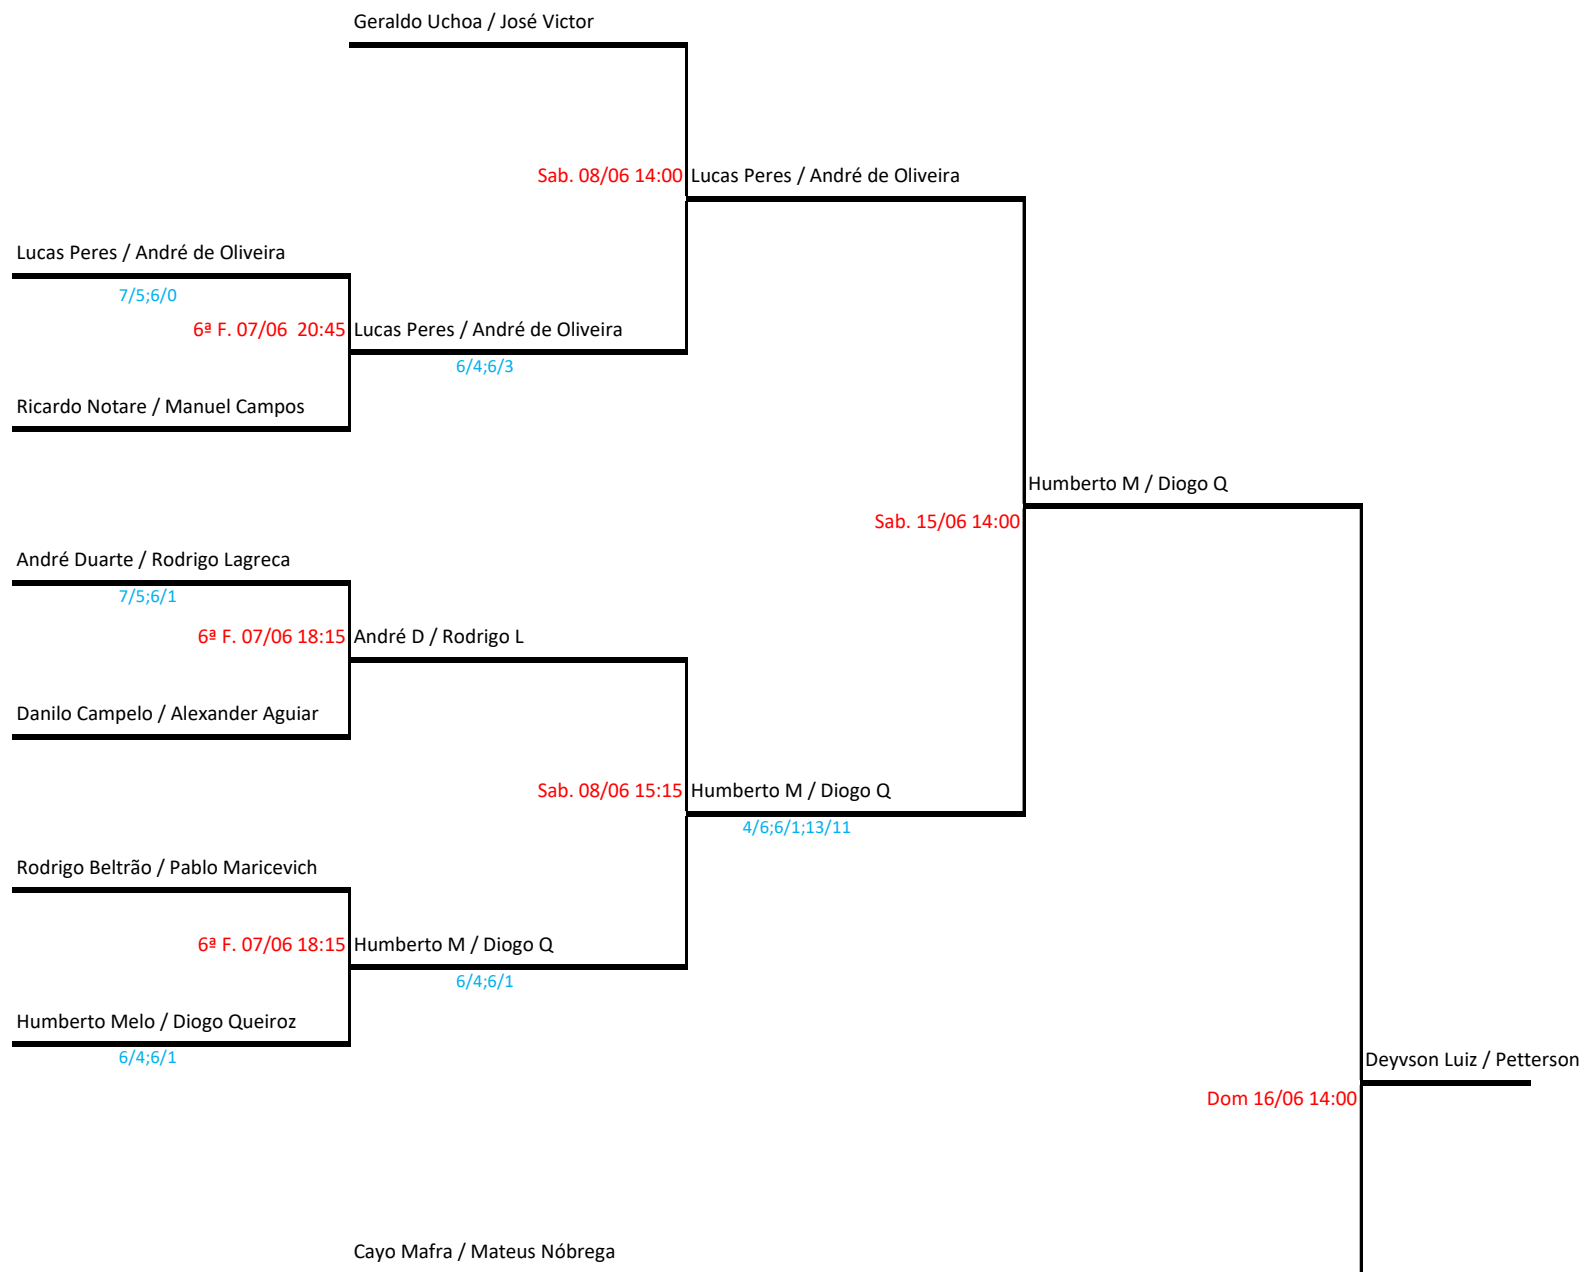 Geraldo Uchoa / José Victor
Sab. 08/06 14:00
Lucas Peres / André de Oliveira
Lucas Peres / André de Oliveira
7/5;6/0
6ª F. 07/06  20:45
Lucas Peres / André de Oliveira
6/4;6/3
Ricardo Notare / Manuel Campos
Humberto M / Diogo Q
Sab. 15/06 14:00
André Duarte / Rodrigo Lagreca
7/5;6/1
6ª F. 07/06 18:15
André D / Rodrigo L
Danilo Campelo / Alexander Aguiar
Sab. 08/06 15:15
Humberto M / Diogo Q
4/6;6/1;13/11
Rodrigo Beltrão / Pablo Maricevich
6ª F. 07/06 18:15
Humberto M / Diogo Q
6/4;6/1
Humberto Melo / Diogo Queiroz
6/4;6/1
Deyvson Luiz / Petterson
Dom 16/06 14:00
Cayo Mafra / Mateus Nóbrega